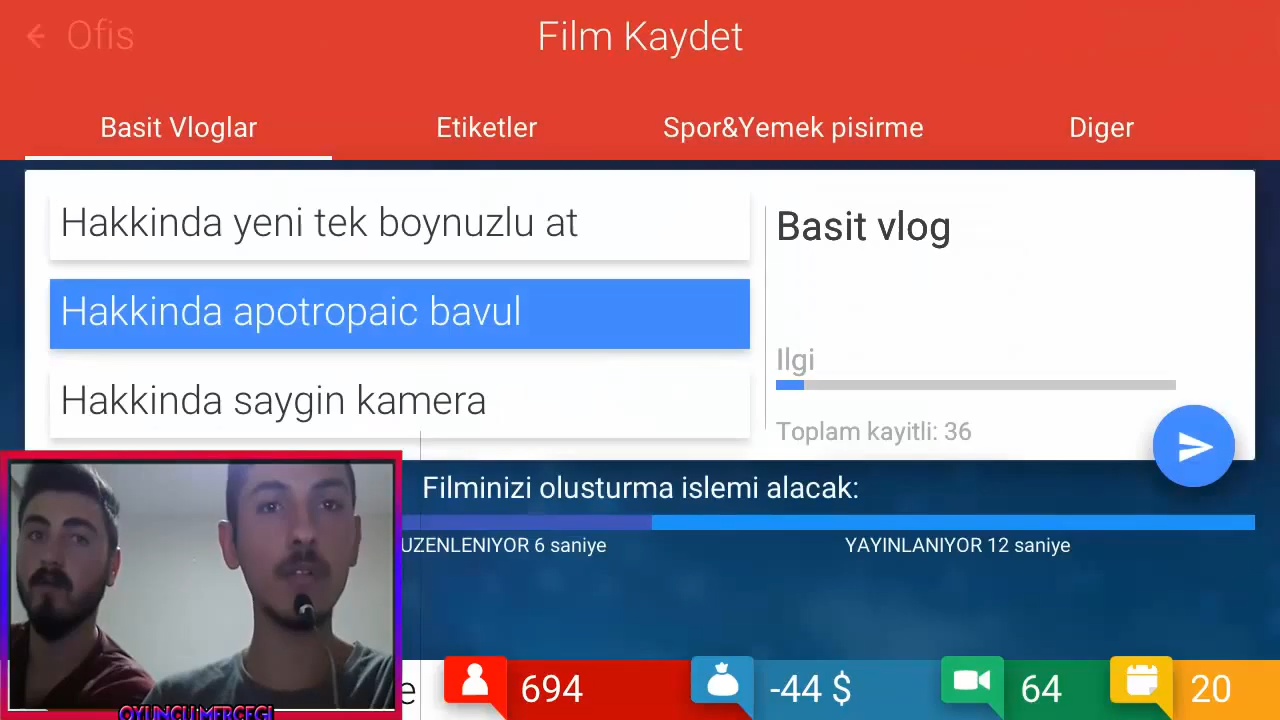 Ofis
Film Kaydet
Basit Vloglar
Etiketler
Spor&Yemek pisirme
Diger
Hakkinda yeni tek boynuzlu at
Hakkinda apotropaic bavul
Hakkinda saygin kamera
Basit vlog
Ilgi
Toplam kayitli: 36
Filminizi olusturma islemi alacak:
UZENLENIYOR 6 saniye
YAYINLANIYOR 12 saniye
OYUNCU MERCEGI
e
694
-44 $
64
20